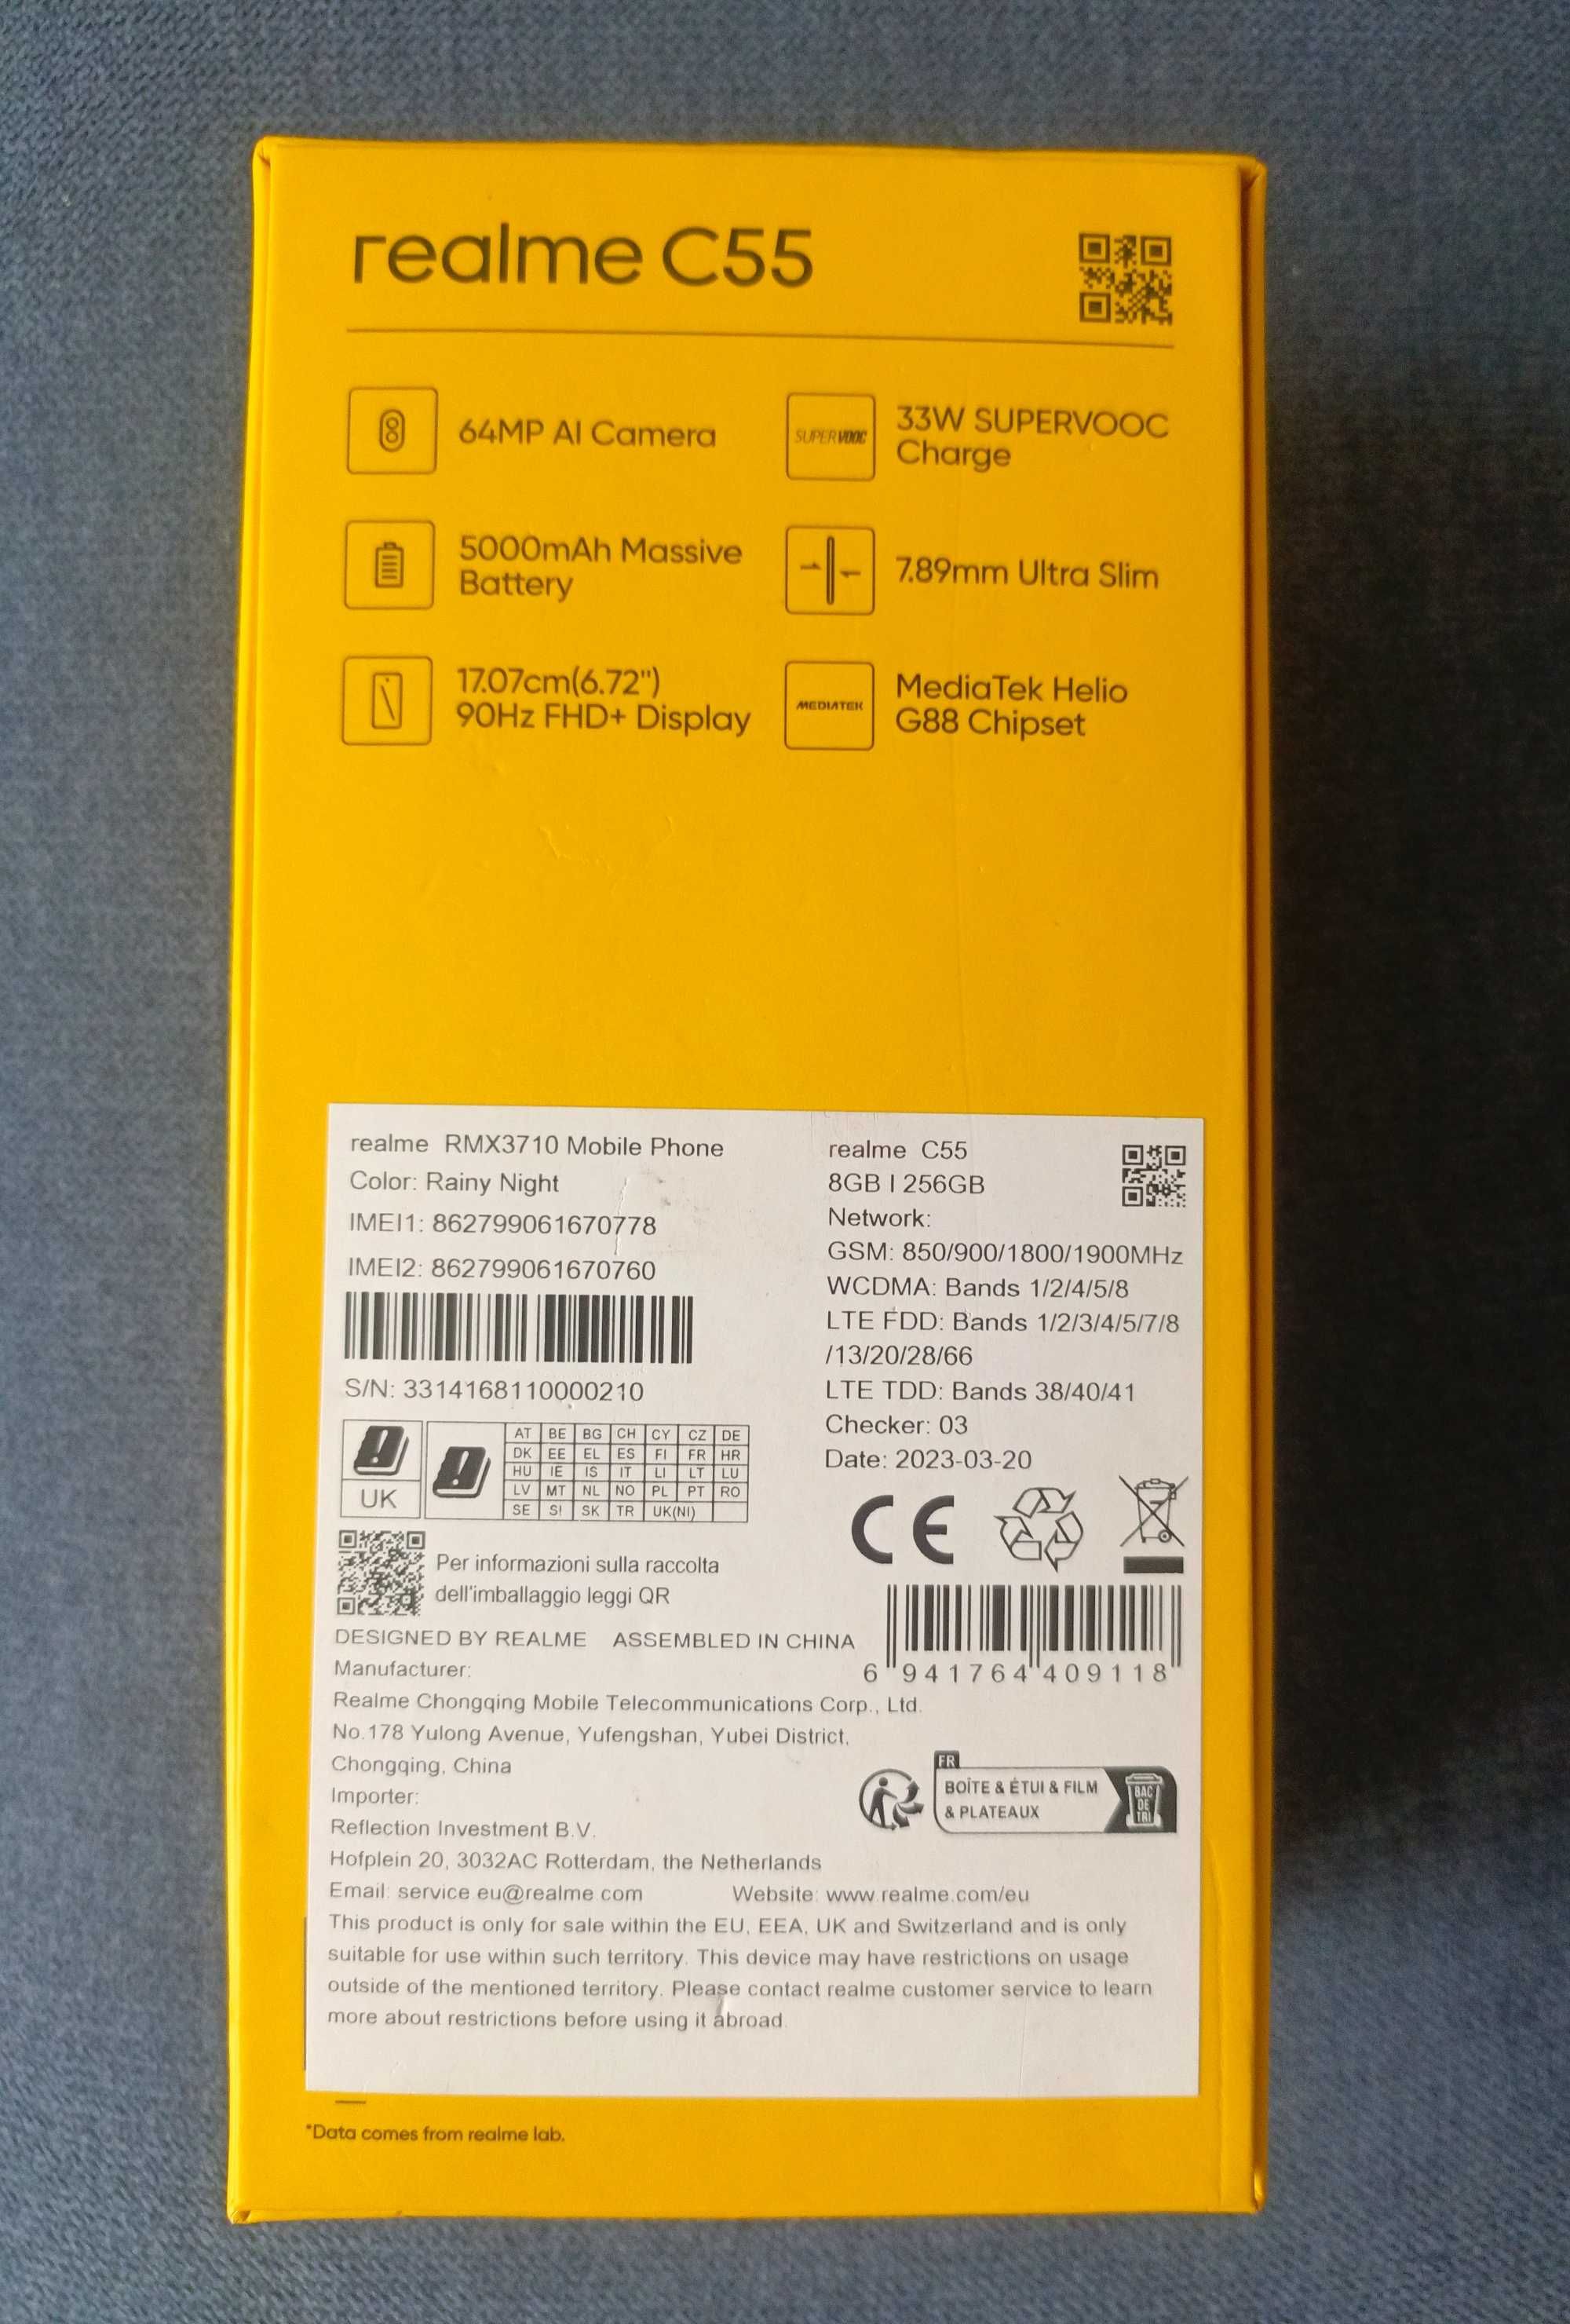 realme C55
64MP AI Camera
SUPERVOOC
33W SUPERVOOC
Charge
5000mAh Massive
Battery
7.89mm Ultra Slim
17.07cm(6.72")
90Hz FHD+ Display
MEDIATEK
MediaTek Helio
G88 Chipset
realme RMX3710 Mobile Phone
Color: Rainy Night
IMEI1: 862799061670778
IMEI2: 862799061670760
S/N: 3314168110000210
UK
AT BE BG CH CY CZ DE
DK EE EL ES FI FR HR
HU IE IS IT LI LT LU
LV MT NL NO PL PT RO
SE SI SK TR UK(NI)
Per informazioni sulla raccolta
dell'imballaggio leggi QR
realme C55
8GB | 256GB
Network:
GSM: 850/900/1800/1900MHz
WCDMA: Bands 1/2/4/5/8
LTE FDD: Bands 1/2/3/4/5/7/8
/13/20/28/66
LTE TDD: Bands 38/40/41
Checker: 03
Date: 2023-03-20
CE
6 941764 409118
DESIGNED BY REALME ASSEMBLED IN CHINA
Manufacturer:
Realme Chongqing Mobile Telecommunications Corp., Ltd.
No.178 Yulong Avenue, Yufengshan, Yubei District,
Chongqing, China
Importer:
Reflection Investment B.V.
Hofplein 20, 3032AC Rotterdam, the Netherlands
FR
BOÎTE & ÉTUI & FILM
& PLATEAUX
BAC
DE
TRI
Email: service.eu@realme.com Website: www.realme.com/eu
This product is only for sale within the EU, EEA, UK and Switzerland and is only
suitable for use within such territory. This device may have restrictions on usage
outside of the mentioned territory. Please contact realme customer service to learn
more about restrictions before using it abroad.
*Data comes from realme lab.